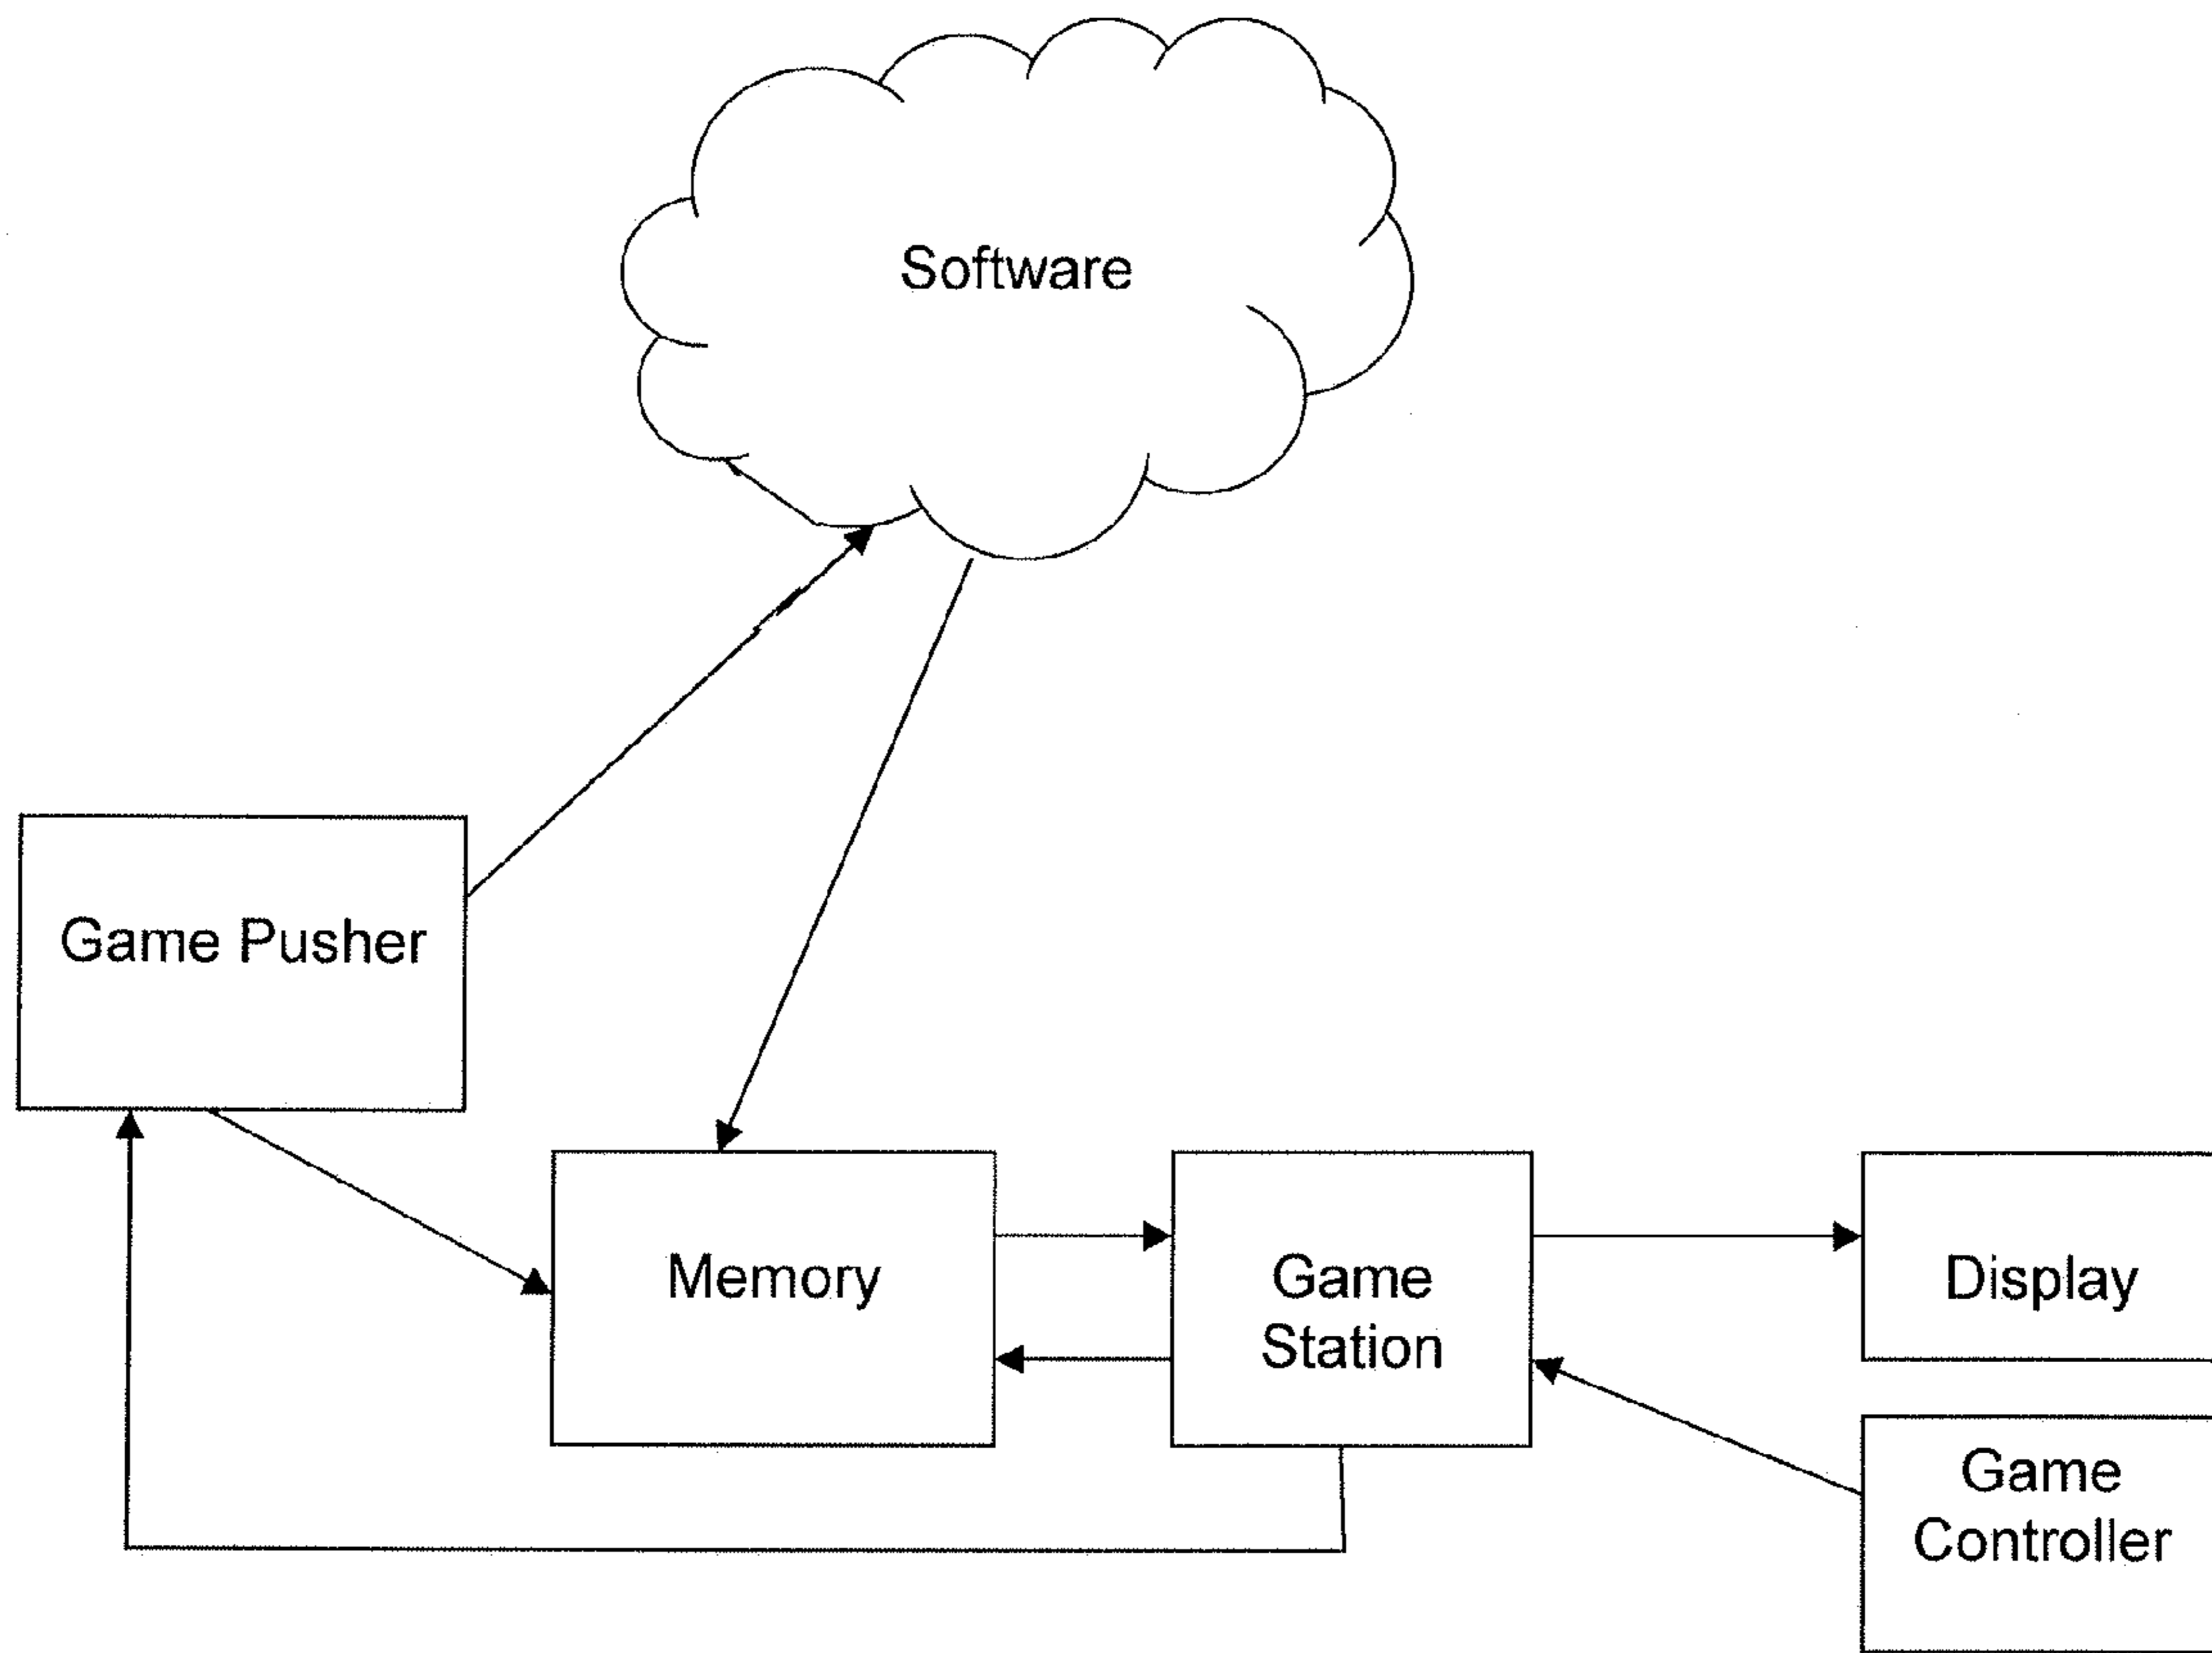 Software
Game Pusher
Memory
Game
Station
Display
Game
Controller